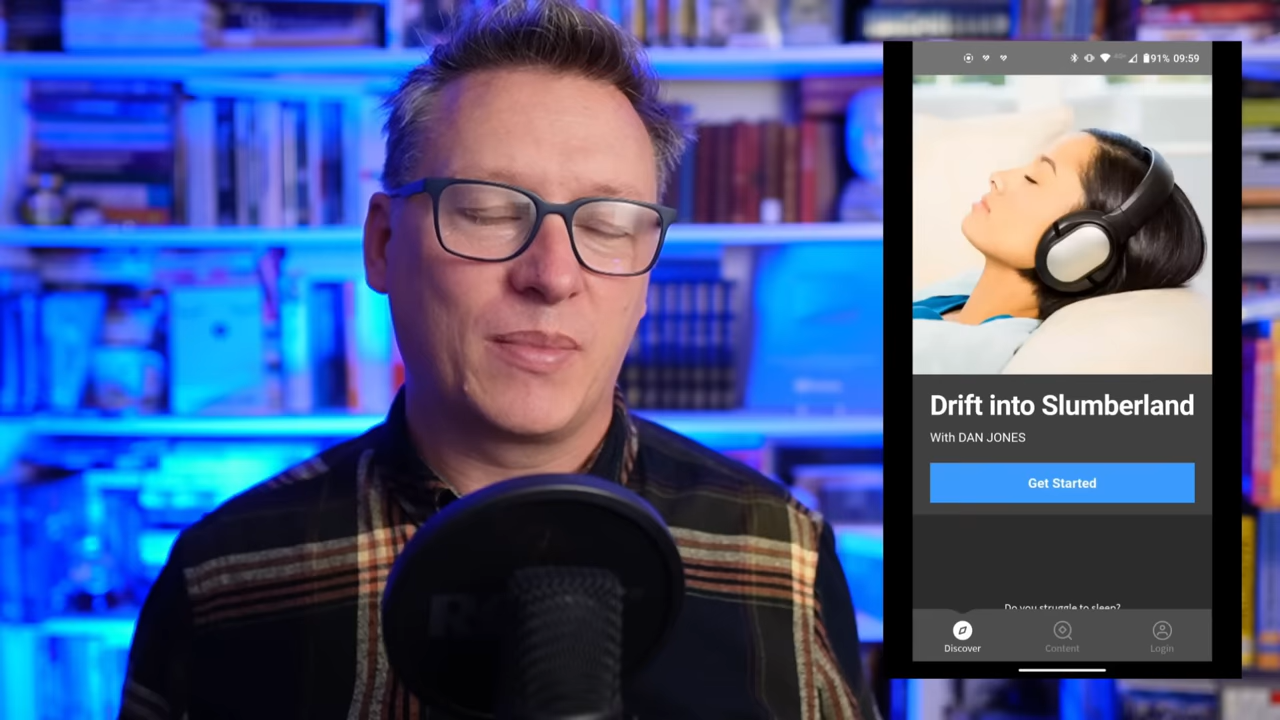 91% 09:59
Drift into Slumberland
With DAN JONES
Get Started
Do you struggle to sleep?
Discover
Content
Login